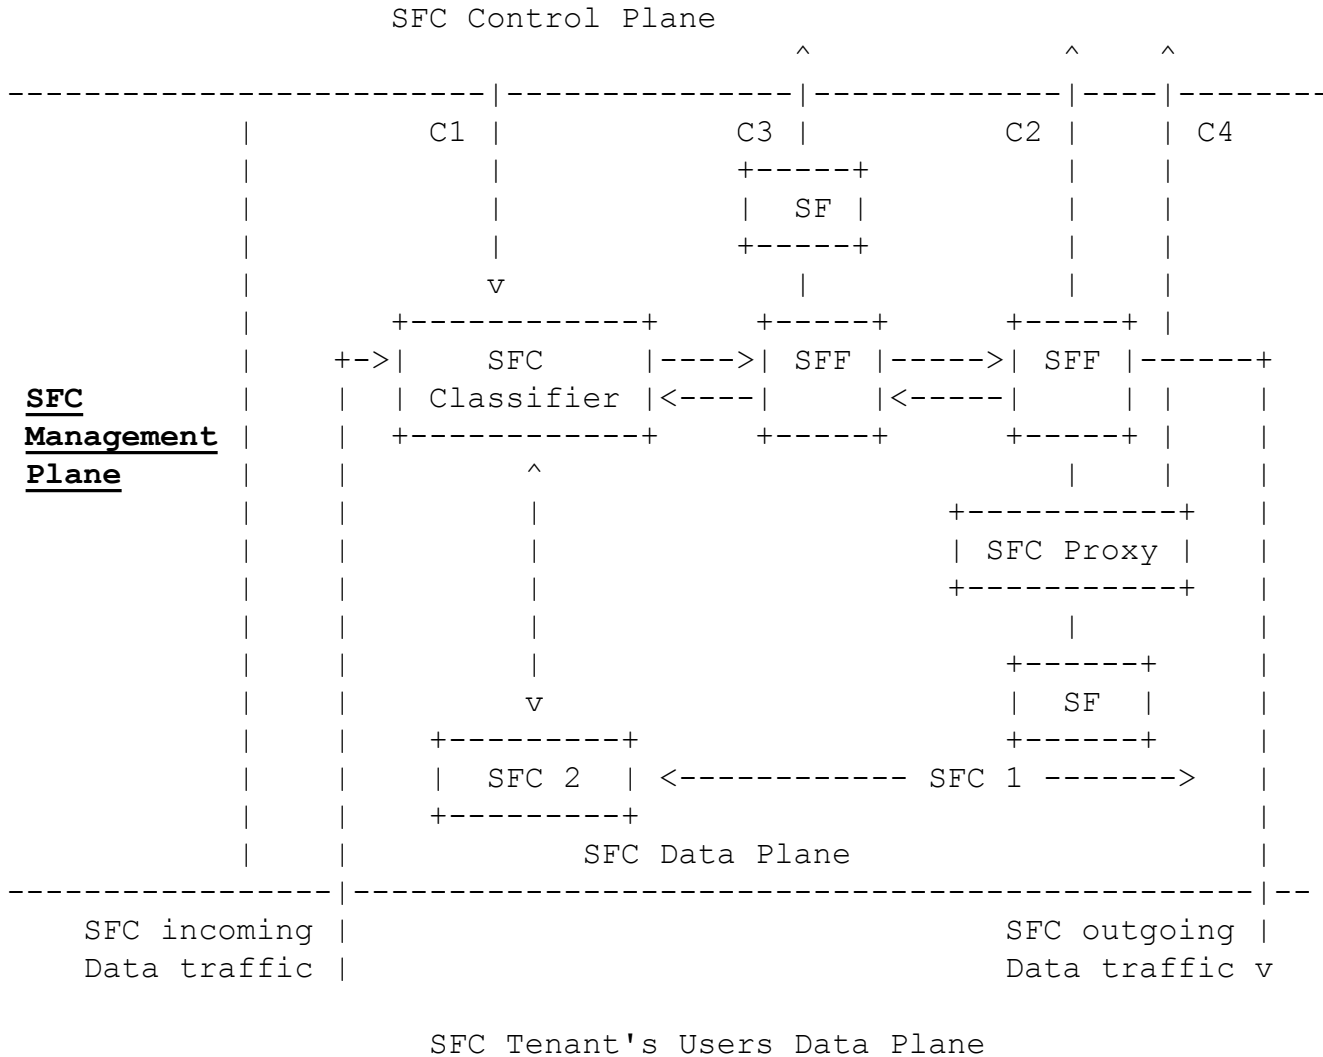 SFC Control Plane
C1 C3 C2 C4
SF
SFC SFF SFF
SFC Classifier
Management
Plane
SFC Proxy
SF
SFC 2 SFC 1
SFC Data Plane
SFC incoming SFC outgoing
Data traffic Data traffic
SFC Tenant's Users Data Plane